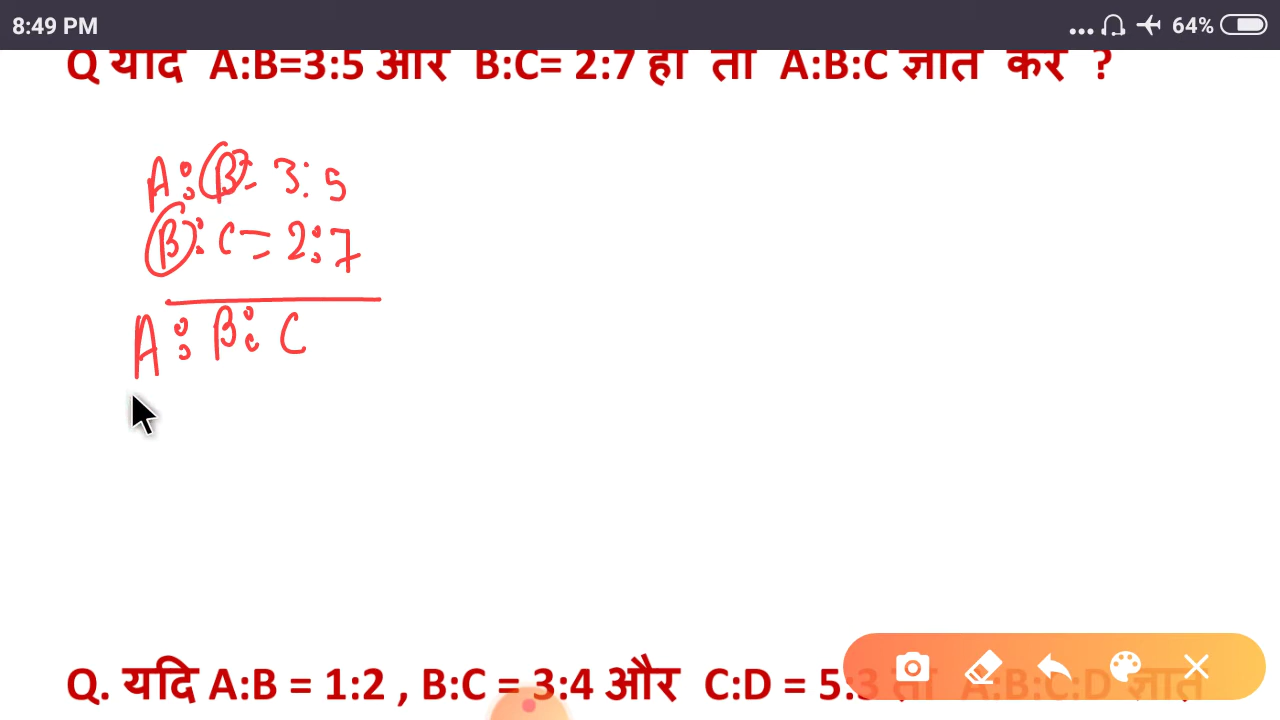 8:49 PM 64%
Q यदि A:B=3:5 और B:C= 2:7 हो तो A:B:C ज्ञात करें ?
A:B= 3:5
B:C=2:7
A:B:C
Q. यदि A:B = 1:2 , B:C = 3:4 और C:D = 5:3 तो A:B:C:D ज्ञात